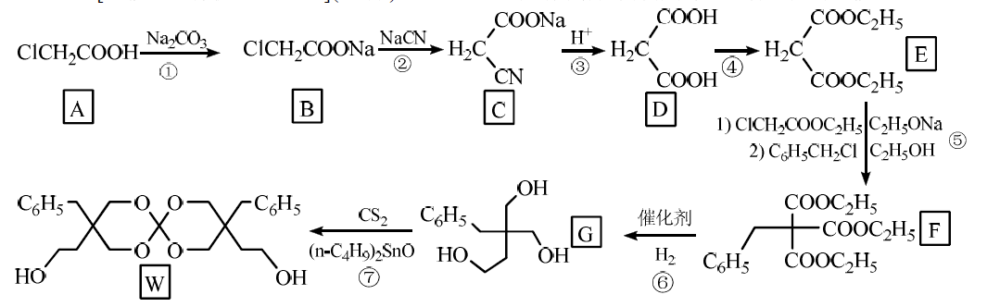 ClCH₂COOH
Na₂CO₃
①
ClCH₂COONa
NaCN
②
COONa
H₂C
CN
H⁺
③
COOH
H₂C
COOH
④
COOC₂H₅
H₂C
COOC₂H₅
A
B
C
D
E
1) ClCH₂COOC₂H₅ C₂H₅ONa
2) C₆H₅CH₂Cl C₂H₅OH
⑤
C₆H₅ O O C₆H₅
O O
HO OH
W
CS₂
(n-C₄H₉)₂SnO
⑦
OH
C₆H₅
HO OH
G
催化剂
H₂
⑥
COOC₂H₅
COOC₂H₅
C₆H₅ COOC₂H₅
F